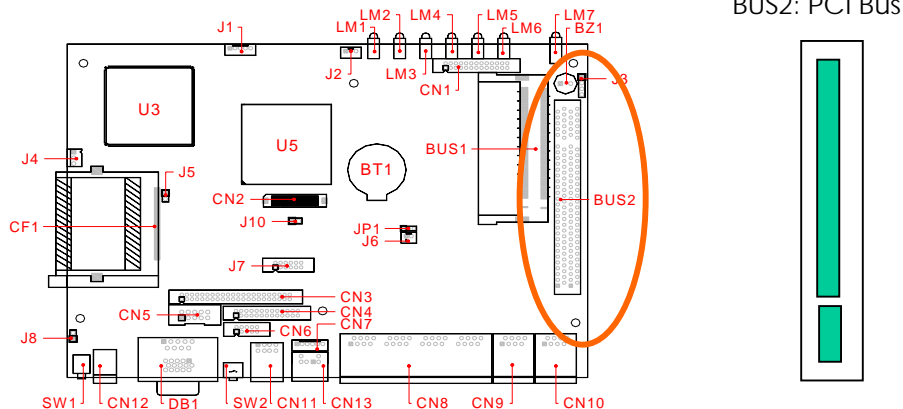 BUS2: PCI Bus
J1
LM1
LM2
LM4
LM5
LM6
LM7
BZ1
J2
LM3
CN1
J3
U3
U5
BUS1
BT1
J4
J5
CN2
BUS2
CF1
J10
JP1
J6
J7
CN3
CN5
CN4
CN6
CN7
J8
SW1
CN12
DB1
SW2
CN11
CN13
CN8
CN9
CN10